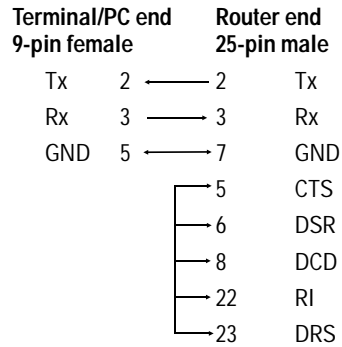 Terminal/PC end Router end
9-pin female 25-pin male
Tx 2 2 Tx
Rx 3 3 Rx
GND 5 7 GND
5 CTS
6 DSR
8 DCD
22 RI
23 DRS